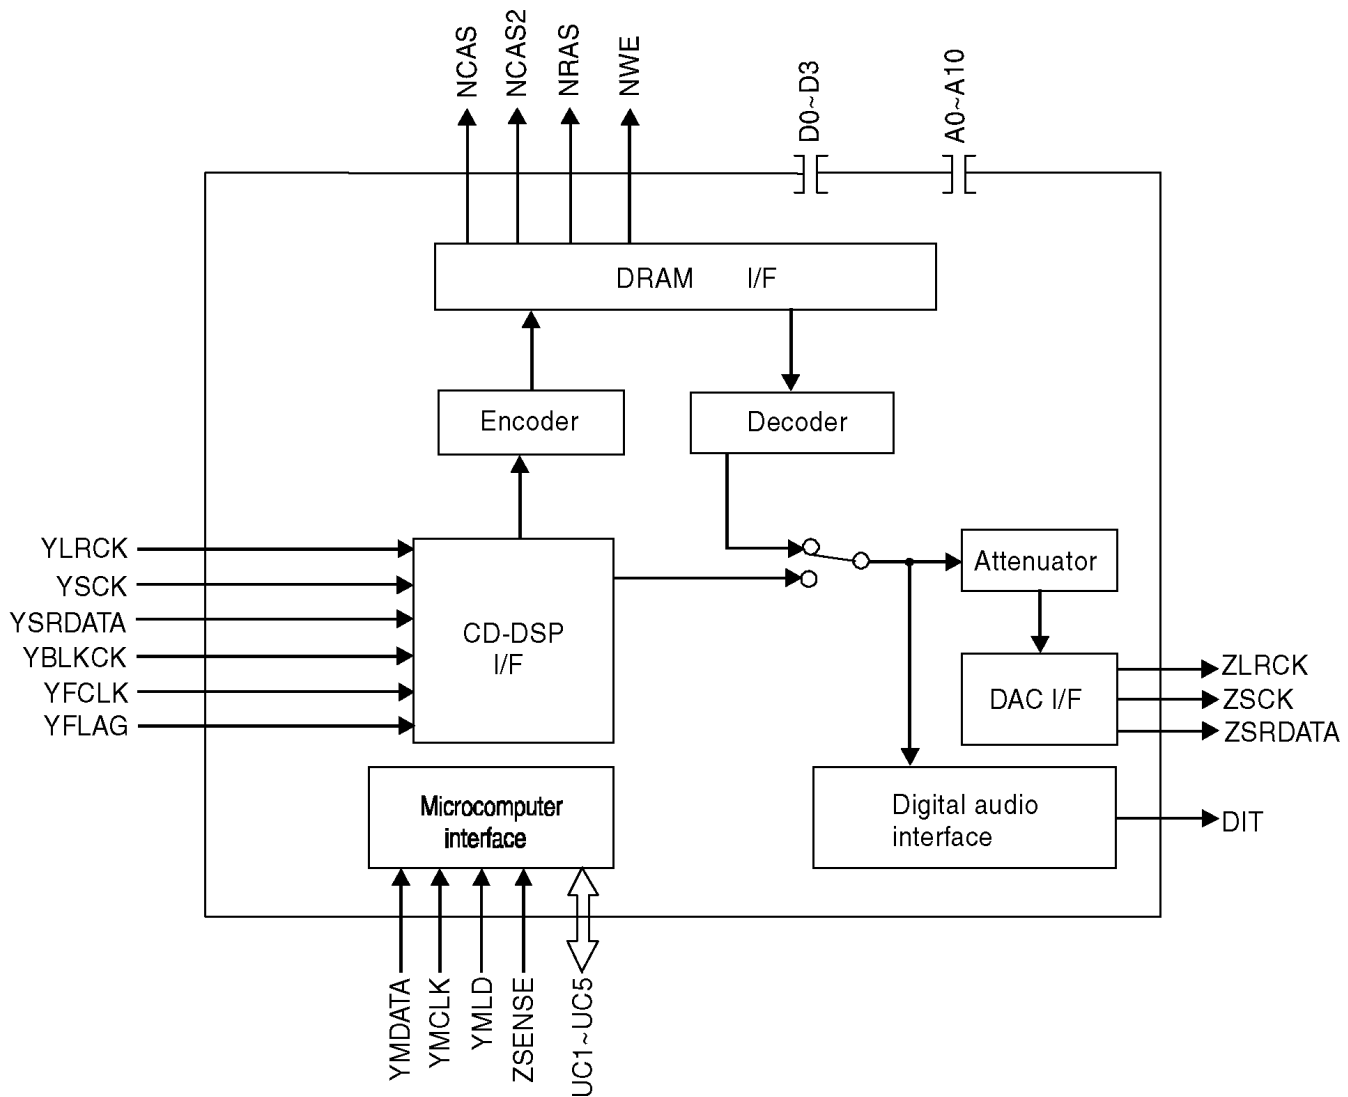 NCAS
NCAS2
NRAS
NWE
D0~D3
A0~A10
DRAM I/F
Encoder
Decoder
YLRCK
YSCK
YSRDATA
YBLKCK
YFCLK
YFLAG
CD-DSP
I/F
Attenuator
DAC I/F
ZLRCK
ZSCK
ZSRDATA
Microcomputer
interface
Digital audio
interface
DIT
YMDATA
YMCLK
YMLD
ZSENSE
UC1~UC5